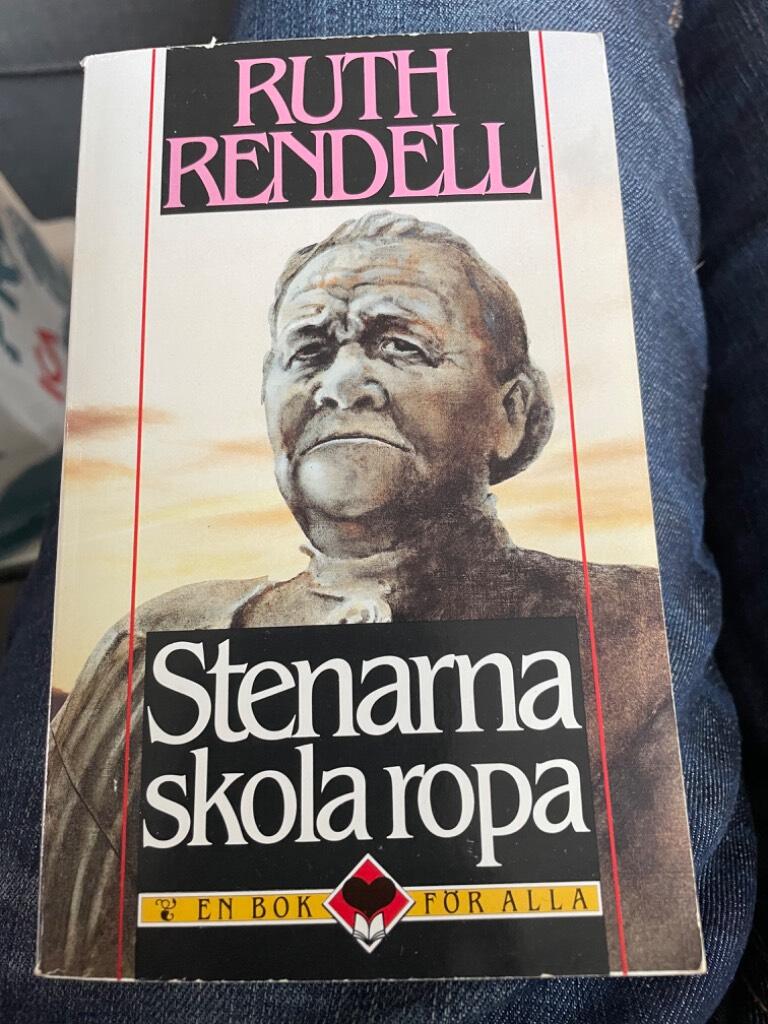 RUTH
RENDELL
Stenarna
skola ropa
EN BOK FÖR ALLA